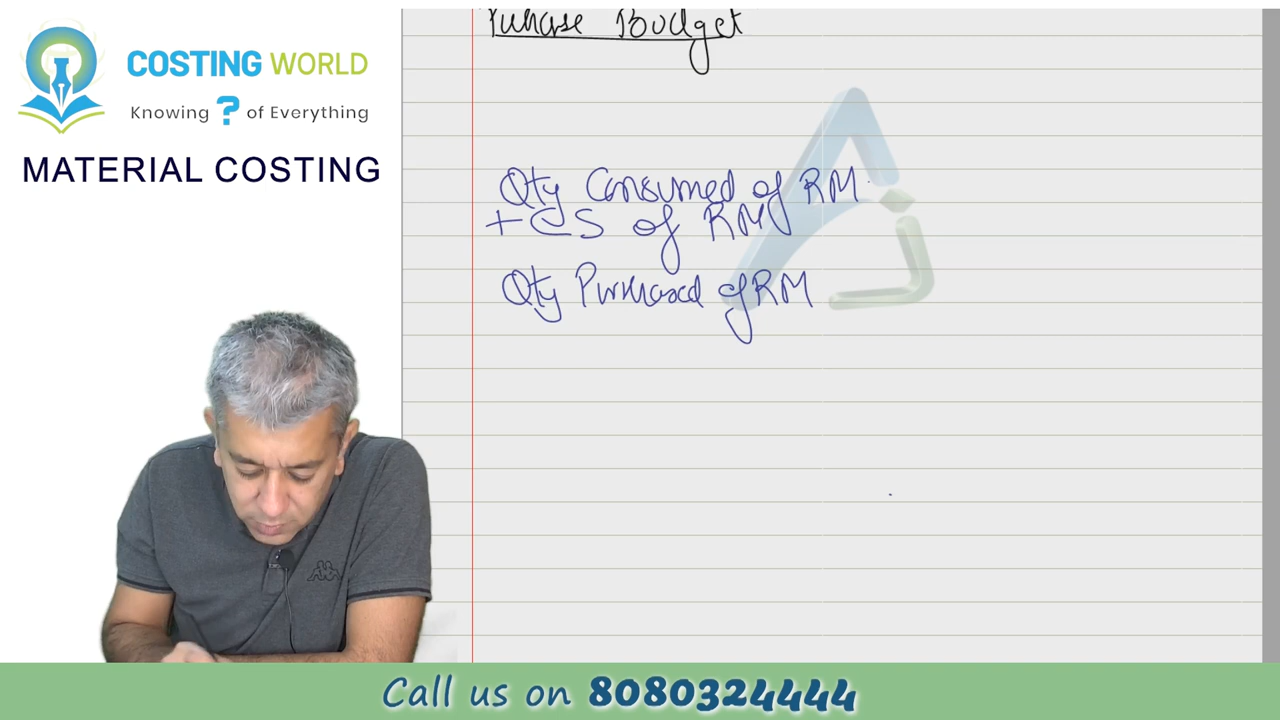 COSTING WORLD
Knowing ? of Everything
MATERIAL COSTING
Puhase Budget
Qty Consumed of RM
+ CS of RM
Qty Purchased of RM
Call us on 8080324444